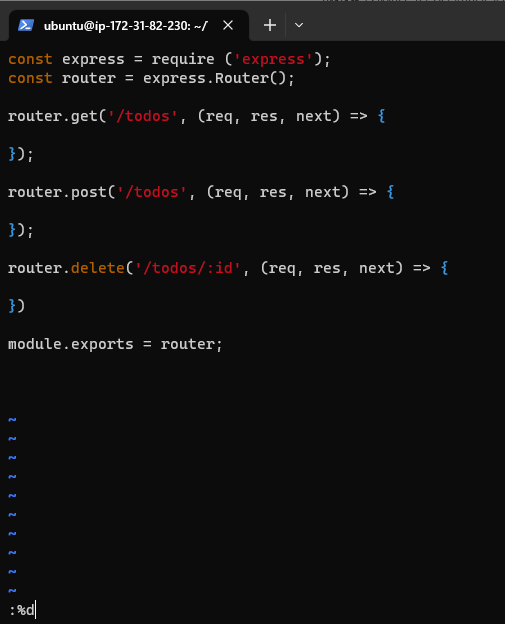 ubuntu@ip-172-31-82-230: ~/
const express = require ('express');
const router = express.Router();
router.get('/todos', (req, res, next) => {
});
router.post('/todos', (req, res, next) => {
});
router.delete('/todos/:id', (req, res, next) => {
})
module.exports = router;
~
~
~
~
~
~
~
~
~
~
:%d